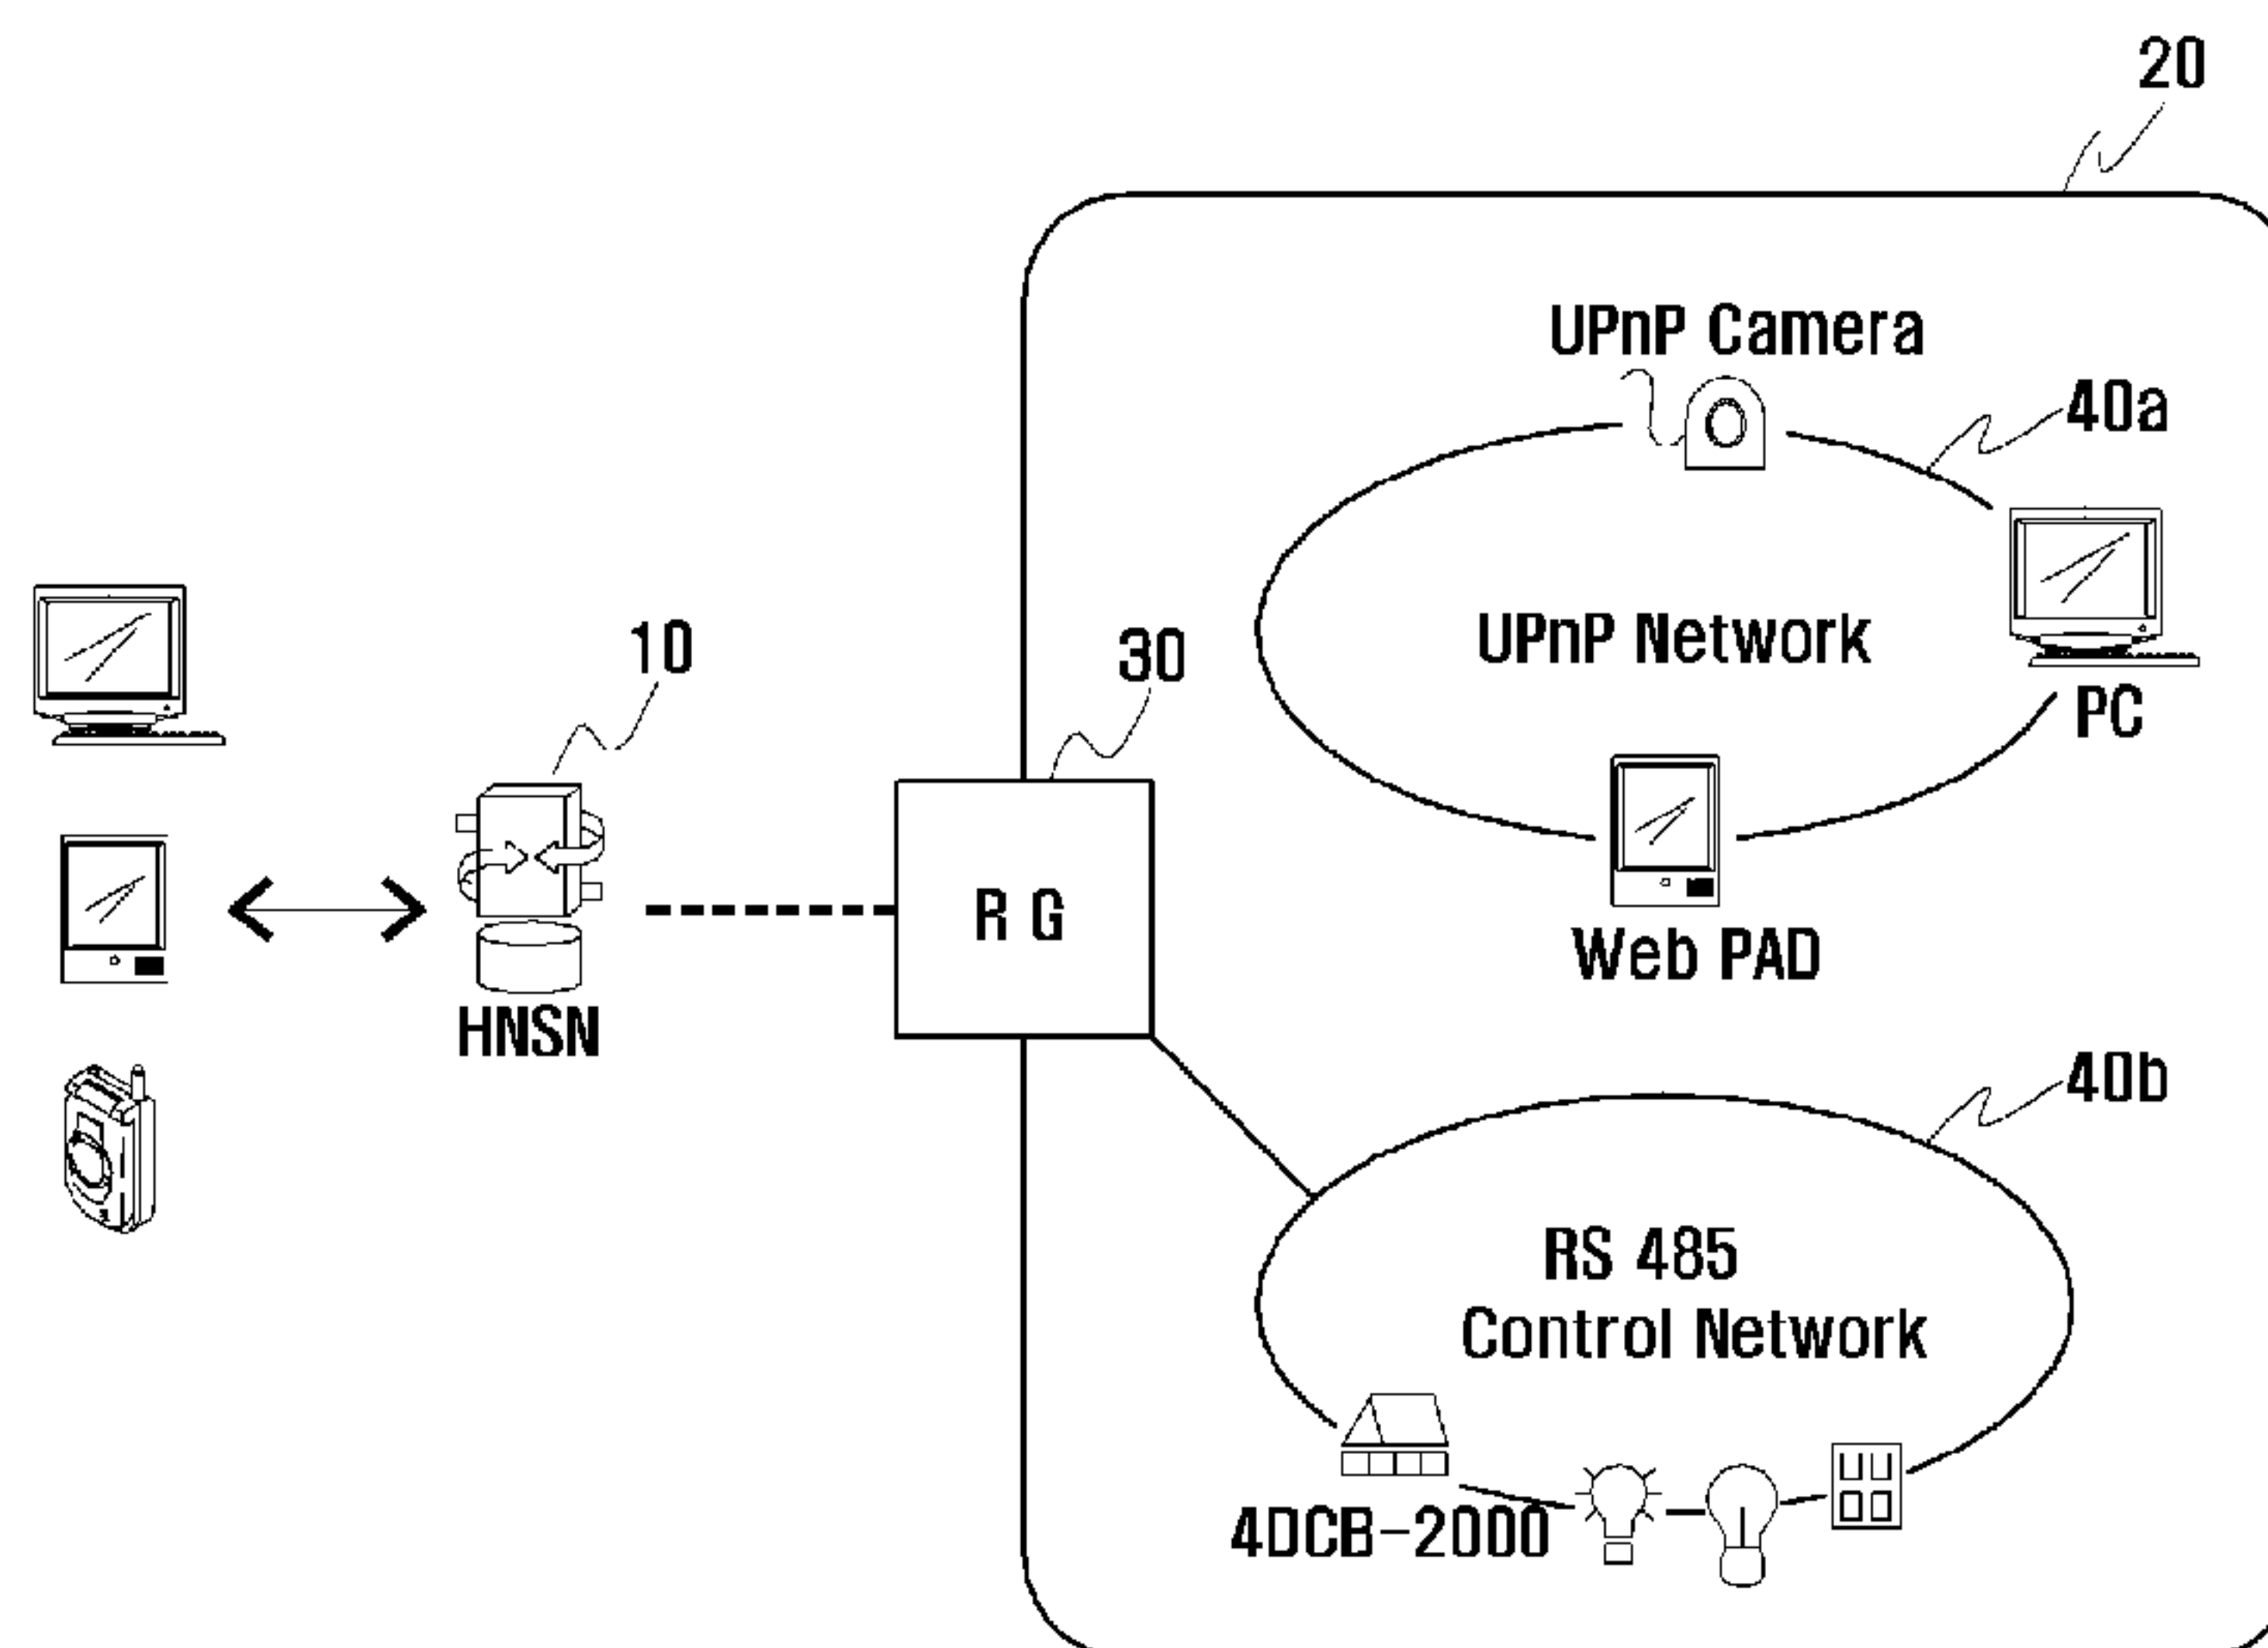 20
UPnP Camera
40a
UPnP Network
10
30
PC
R G
Web PAD
HNSN
40b
RS 485
Control Network
4DCB-2000